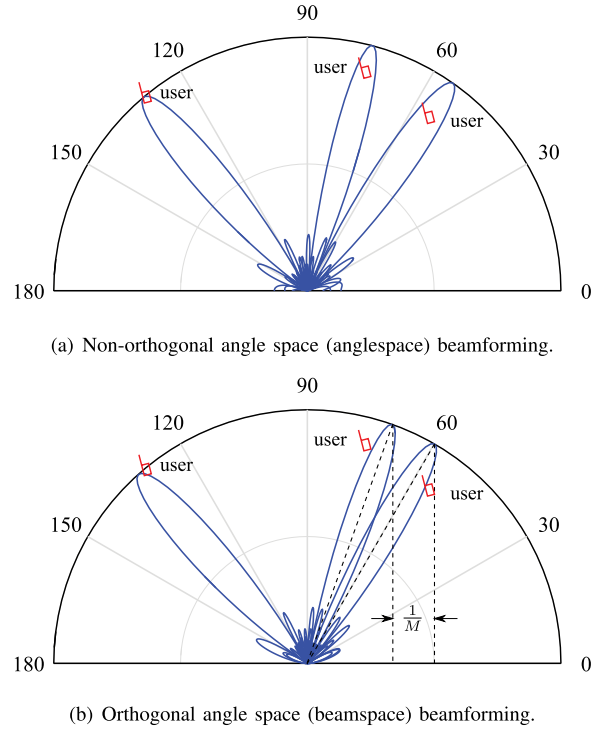 90
120
60
user
user
user
150
30
180
0
(a) Non-orthogonal angle space (anglespace) beamforming.
90
120
60
user
user
user
150
30
1/M
180
0
(b) Orthogonal angle space (beamspace) beamforming.